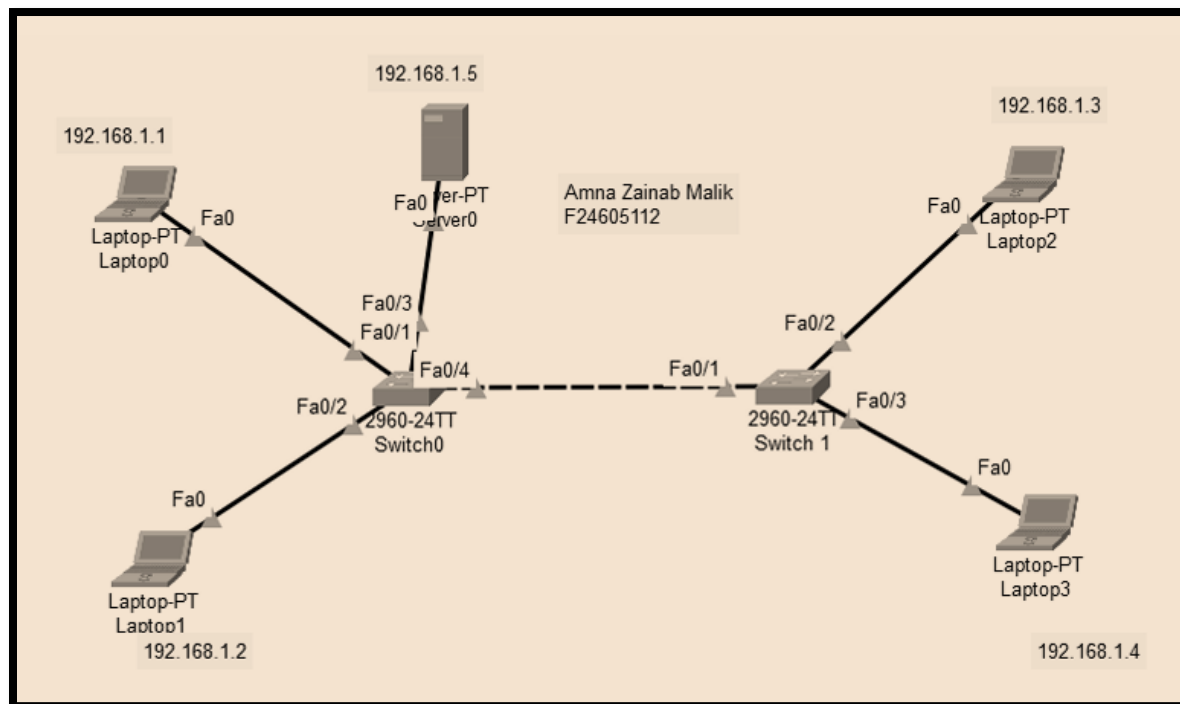 192.168.1.5
192.168.1.1
192.168.1.3
Fa0
Laptop-PT
Laptop0
Fa0
ver-PT
Amna Zainab Malik
F24605112
Fa0
Laptop-PT
Laptop2
Fa0/3
Fa0/1
Fa0/2
Fa0/4
Fa0/1
Fa0/2
2960-24TT
Switch0
2960-24TT
Switch 1
Fa0/3
Fa0
Laptop-PT
Laptop1
192.168.1.2
Fa0
Laptop-PT
Laptop3
192.168.1.4